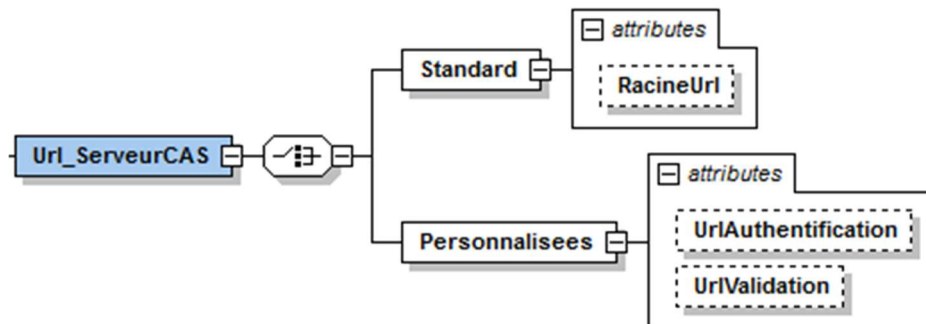 attributes
Standard
RacineUrl
Url_ServeurCAS
attributes
Personnalisees
UrlAuthentification
UrlValidation